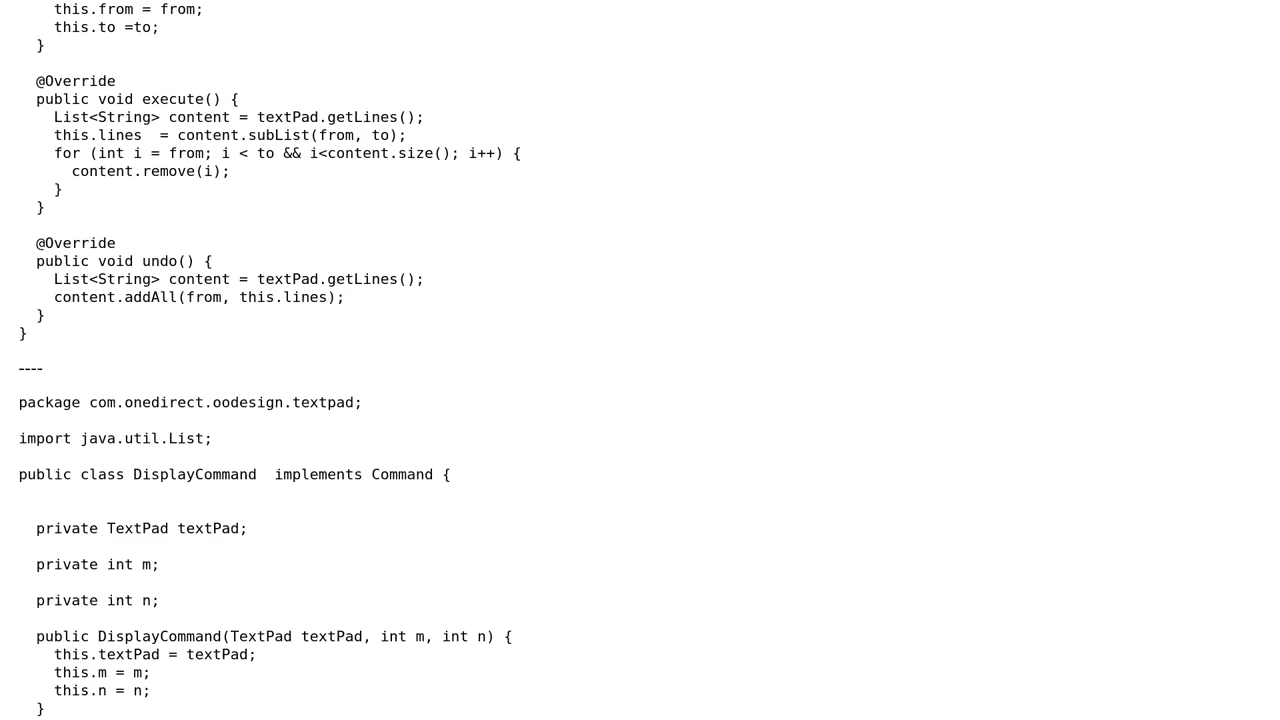 this.from = from;
    this.to =to;
  }

  @Override
  public void execute() {
    List<String> content = textPad.getLines();
    this.lines  = content.subList(from, to);
    for (int i = from; i < to && i<content.size(); i++) {
      content.remove(i);
    }
  }

  @Override
  public void undo() {
    List<String> content = textPad.getLines();
    content.addAll(from, this.lines);
  }
}

----

package com.onedirect.oodesign.textpad;

import java.util.List;

public class DisplayCommand  implements Command {


  private TextPad textPad;

  private int m;

  private int n;

  public DisplayCommand(TextPad textPad, int m, int n) {
    this.textPad = textPad;
    this.m = m;
    this.n = n;
  }